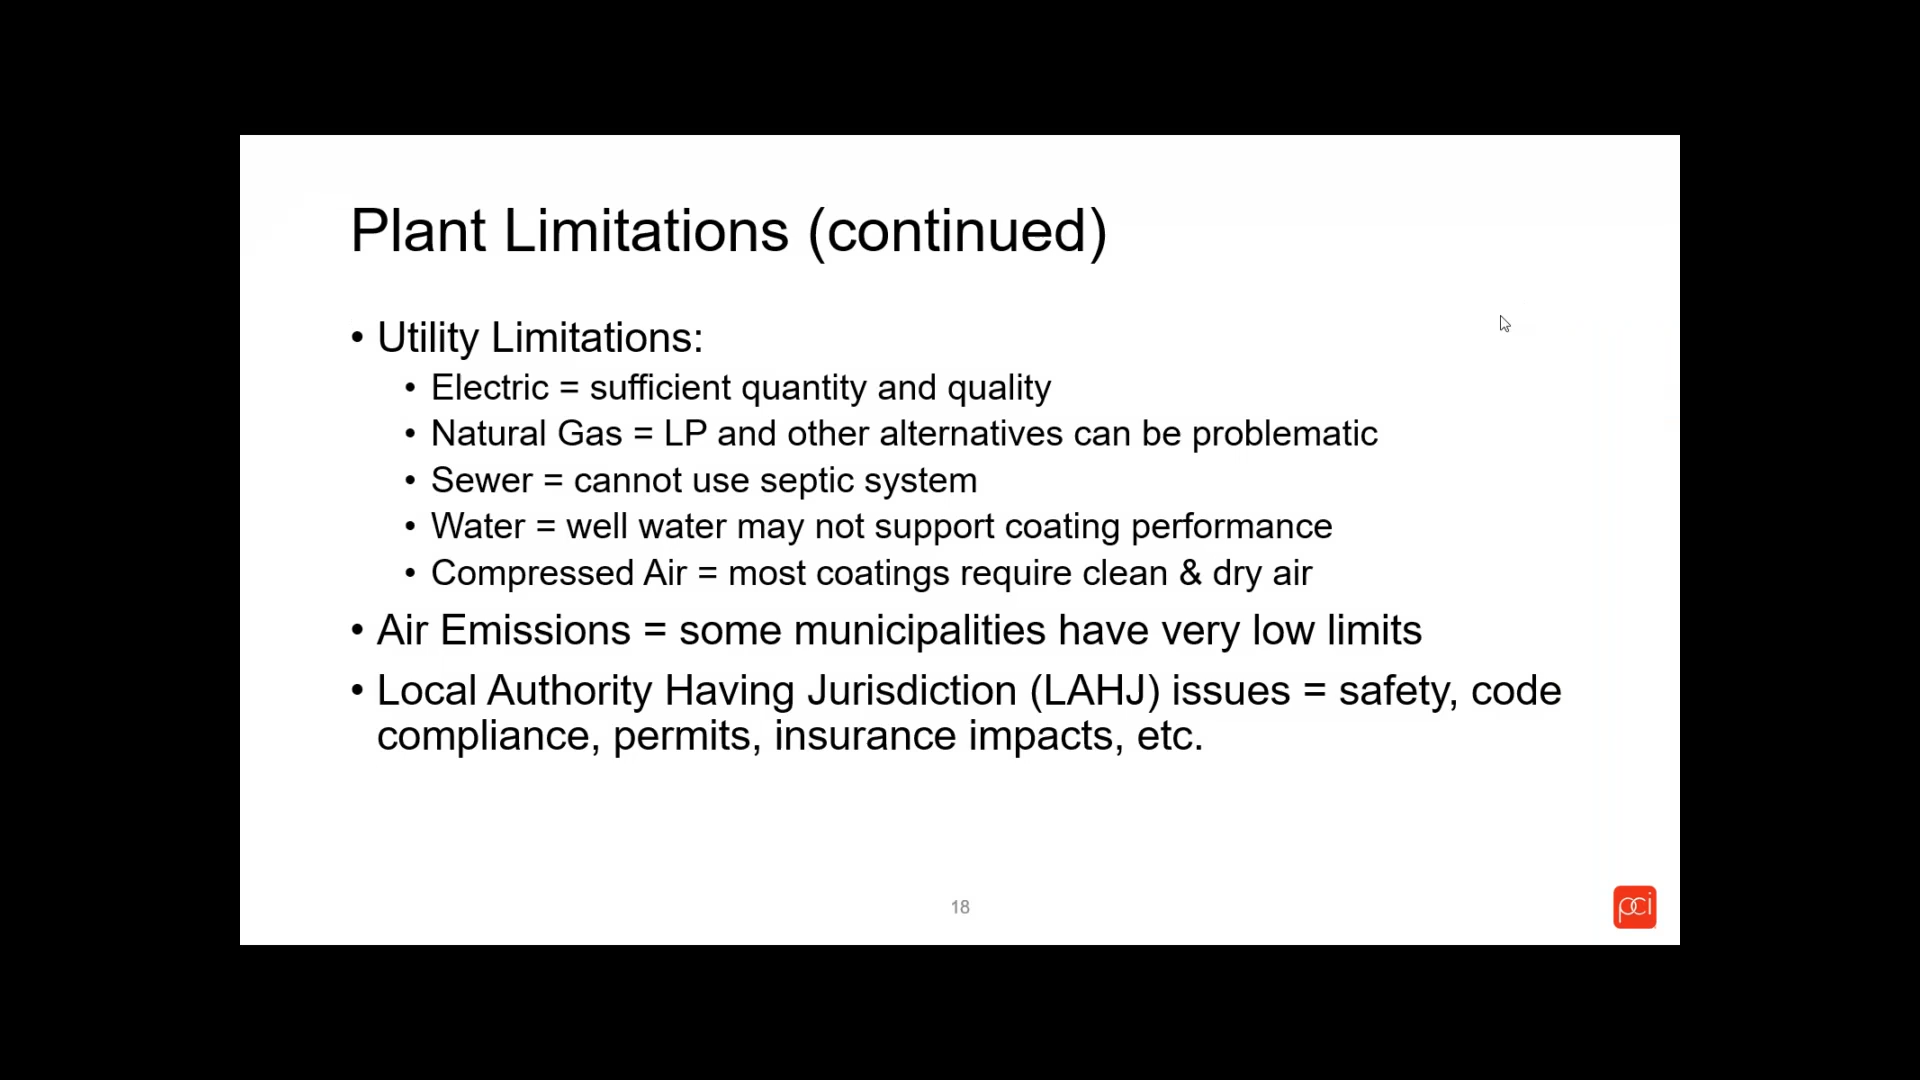 Plant Limitations (continued)
• Utility Limitations:
• Electric = sufficient quantity and quality
• Natural Gas = LP and other alternatives can be problematic
• Sewer = cannot use septic system
• Water = well water may not support coating performance
• Compressed Air = most coatings require clean & dry air
• Air Emissions = some municipalities have very low limits
• Local Authority Having Jurisdiction (LAHJ) issues = safety, code
compliance, permits, insurance impacts, etc.
18
pci